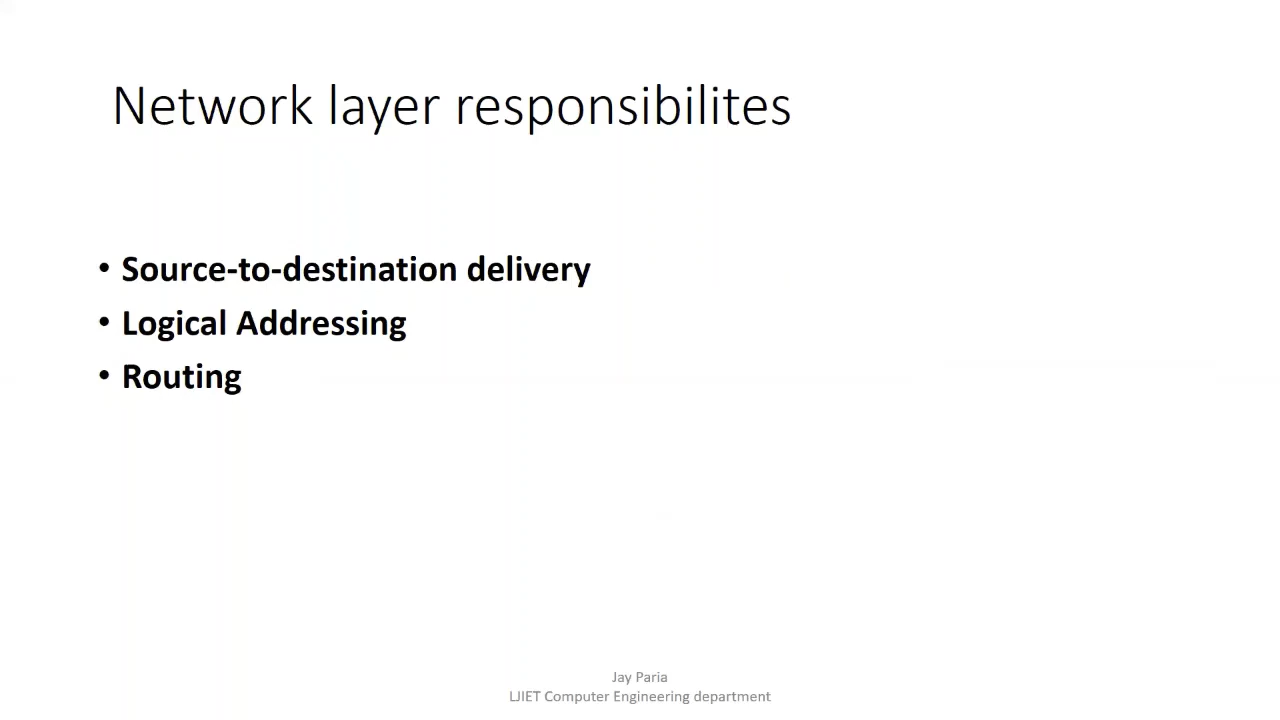 Network layer responsibilites
• Source-to-destination delivery
• Logical Addressing
• Routing
Jay Paria
LJIET Computer Engineering department